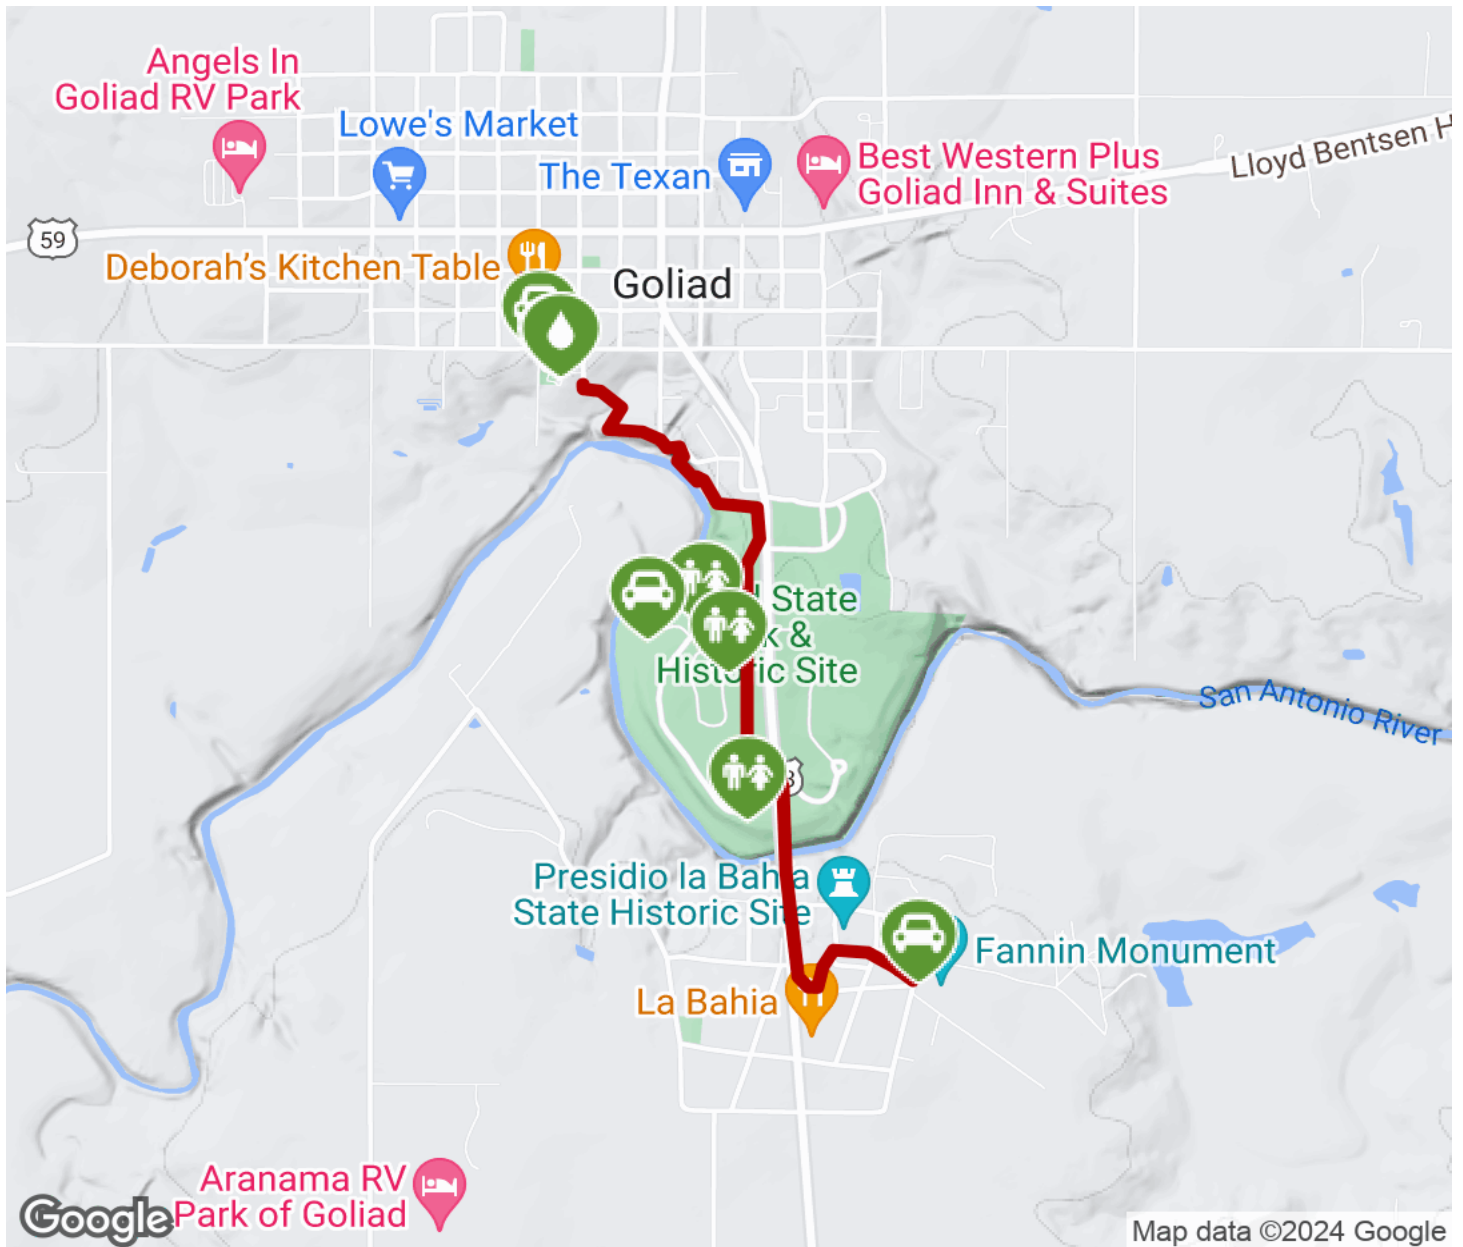 Angels In
Goliad RV Park
Lowe's Market
The Texan
Best Western Plus
Goliad Inn & Suites
Lloyd Bentsen H
59
Deborah’s Kitchen Table
Goliad
State
&
Historic Site
San Antonio River
Presidio la Bahia
State Historic Site
Fannin Monument
La Bahia
Aranama RV
Park of Goliad
Google
Map data ©2024 Google